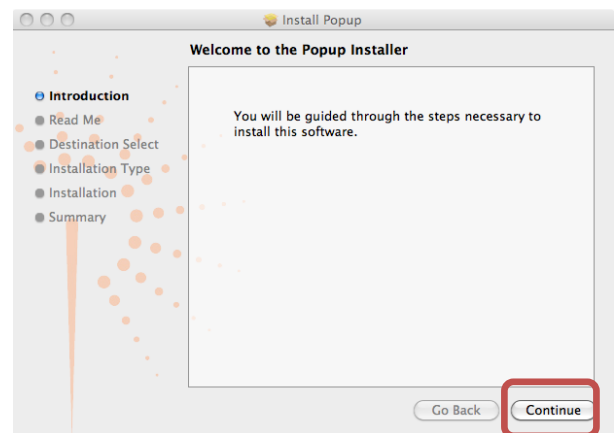 Install Popup
Welcome to the Popup Installer
Introduction
Read Me
Destination Select
Installation Type
Installation
Summary
You will be guided through the steps necessary to
install this software.
Go Back
Continue